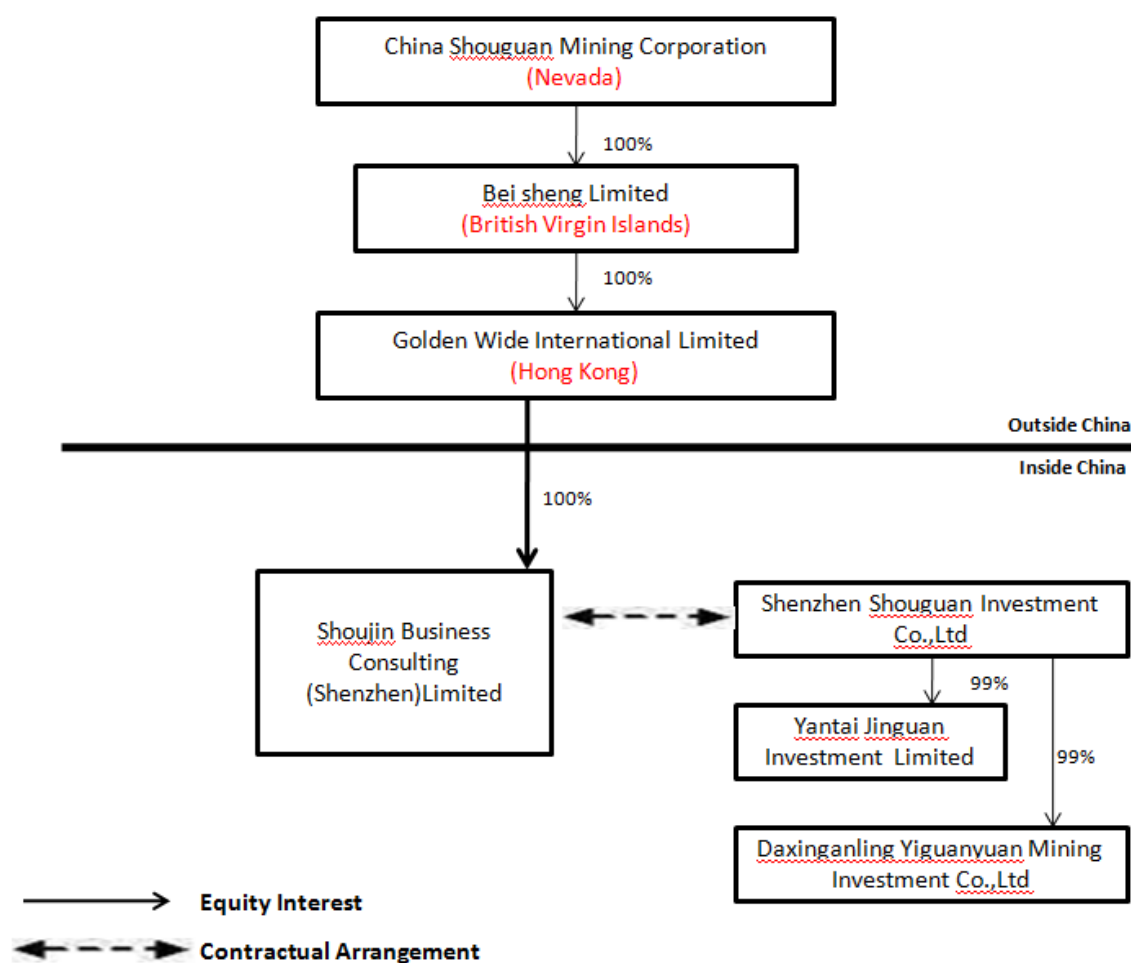 China Shouguan Mining Corporation
(Nevada)
100%
Bei sheng Limited
(British Virgin Islands)
100%
Golden Wide International Limited
(Hong Kong)
Outside China
Inside China
100%
Shoujin Business
Consulting
(Shenzhen)Limited
Shenzhen Shouguan Investment
Co.,Ltd
99%
Yantai Jinguan
Investment Limited
99%
Daxinganling Yiguanyuan Mining
Investment Co.,Ltd
Equity Interest
Contractual Arrangement